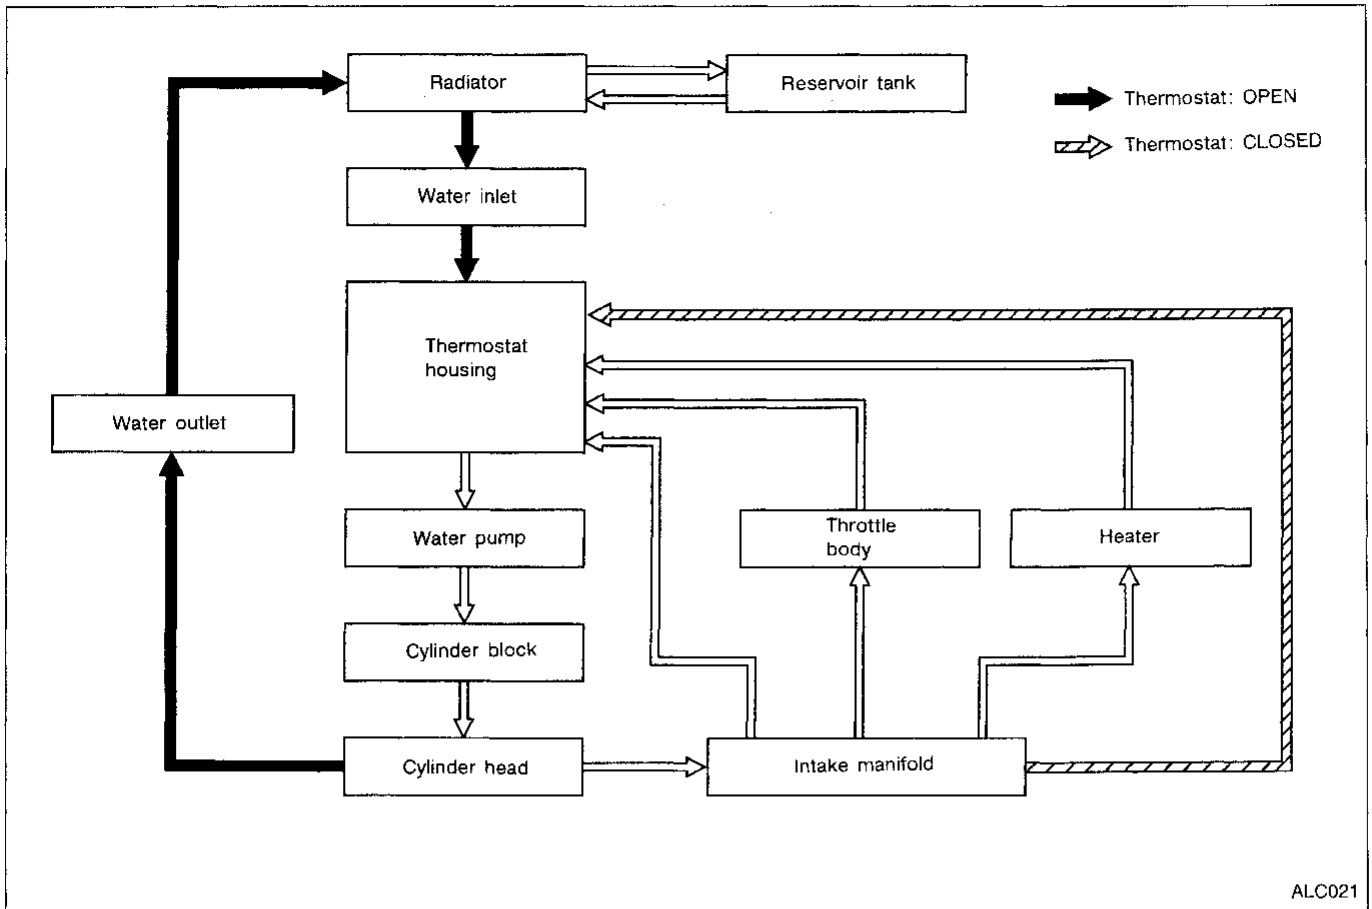 Radiator
Reservoir tank
Thermostat: OPEN
Thermostat: CLOSED
Water inlet
Thermostat
housing
Water outlet
Water pump
Throttle
body
Heater
Cylinder block
Cylinder head
Intake manifold
ALC021